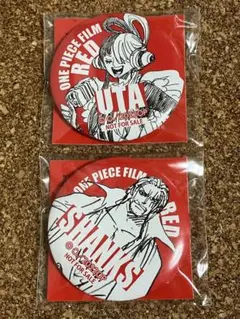 ONE PIECE FILM
RED
UTA
NOT FOR SALE
ONE PIECE FILM
RED
SHANKS
NOT FOR SALE